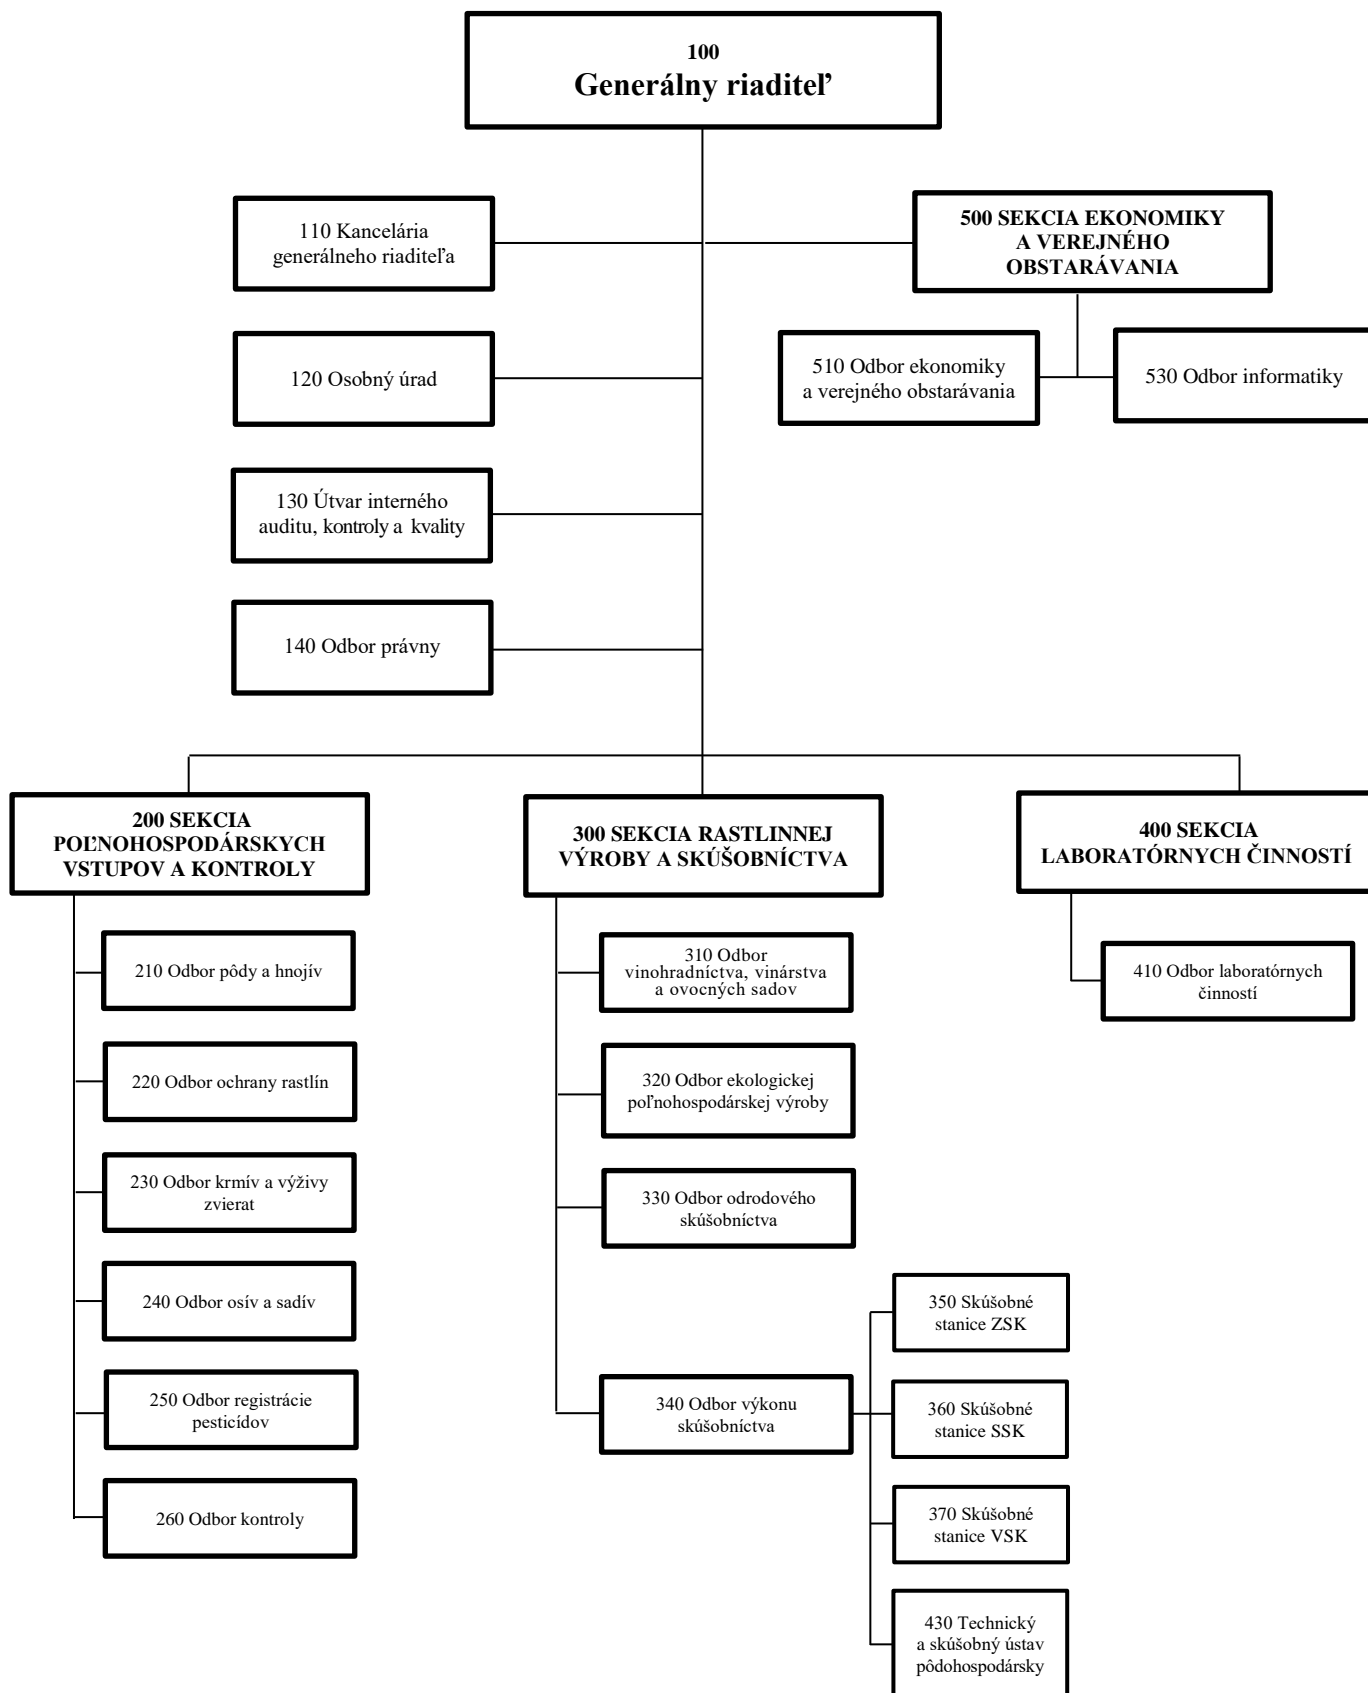 100
Generálny riaditeľ
110 Kancelária
generálneho riaditeľa
500 SEKCIA EKONOMIKY
A VEREJNÉHO
OBSTARÁVANIA
120 Osobný úrad
510 Odbor ekonomiky
a verejného obstarávania
530 Odbor informatiky
130 Útvar interného
auditu, kontroly a kvality
140 Odbor právny
200 SEKCIA
POĽNOHOSPODÁRSKYCH
VSTUPOV A KONTROLY
300 SEKCIA RASTLINNEJ
VÝROBY A SKÚŠOBNÍCTVA
400 SEKCIA
LABORATÓRNYCH ČINNOSTÍ
210 Odbor pôdy a hnojív
220 Odbor ochrany rastlín
230 Odbor krmív a výživy
zvierat
240 Odbor osív a sadív
250 Odbor registrácie
pesticídov
260 Odbor kontroly
310 Odbor
vinohradníctva, vinárstva
a ovocných sadov
320 Odbor ekologickej
poľnohospodárskej výroby
330 Odbor odrodového
skúšobníctva
340 Odbor výkonu
skúšobníctva
350 Skúšobné
stanice ZSK
360 Skúšobné
stanice SSK
370 Skúšobné
stanice VSK
430 Technický
a skúšobný ústav
pôdohospodársky
410 Odbor laboratórnych
činností